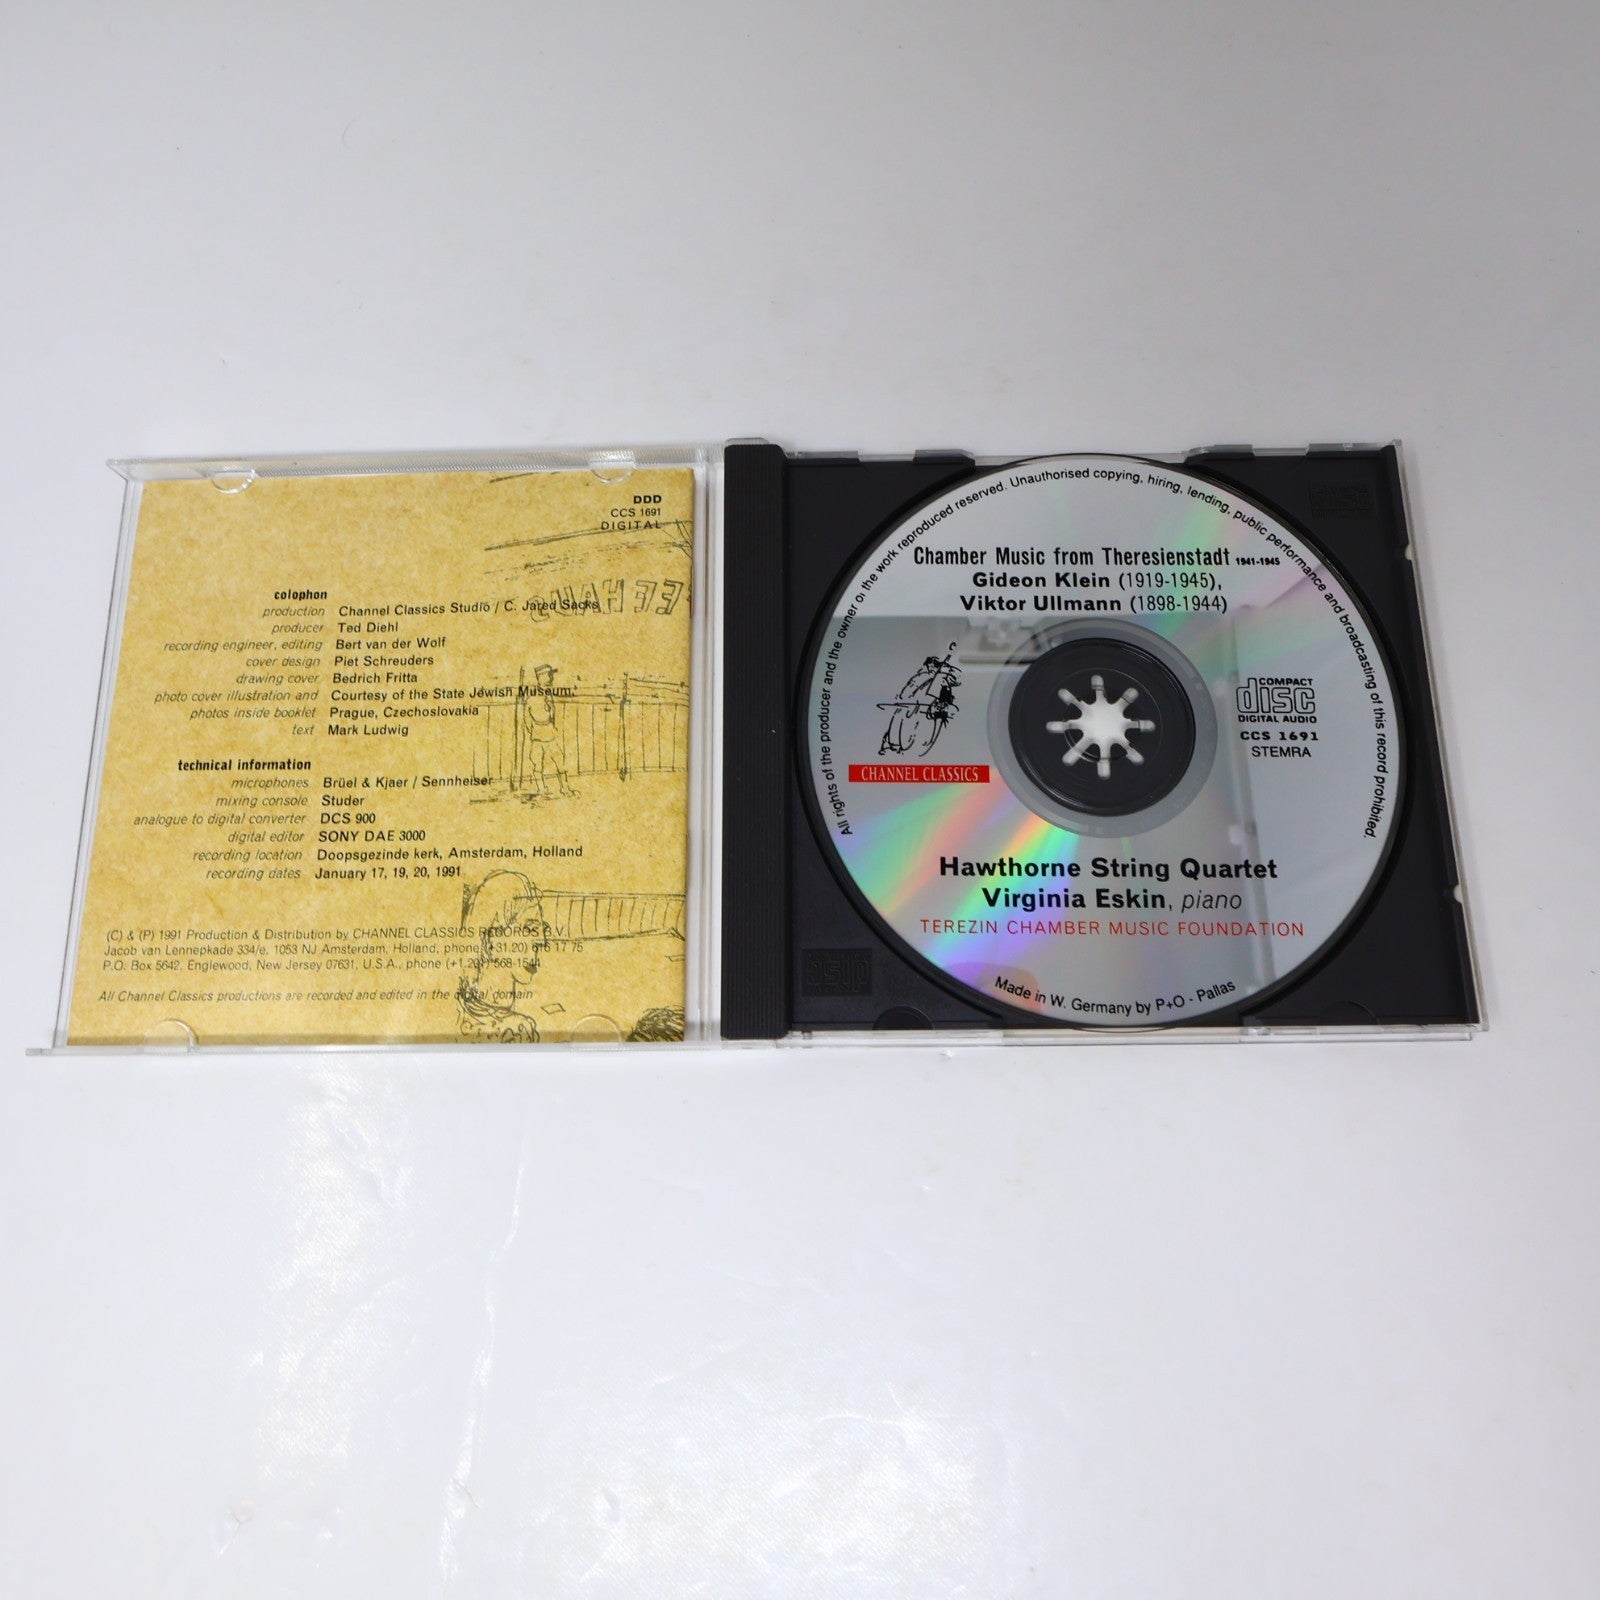 DDD
CCS 1691
DIGITAL
colophon
production Channel Classics Studio / C. Jared Sacks
producer Ted Diehl
recording engineer, editing Bert van der Wolf
cover design Piet Schreuders
drawing cover Bedrich Fritta
photo cover illustration and Courtesy of the State Jewish Museum,
photos inside booklet Prague, Czechoslovakia
text Mark Ludwig
technical information
microphones Brüel & Kjaer / Sennheiser
mixing console Studer
analogue to digital converter DCS 900
digital editor SONY DAE 3000
recording location Doopsgezinde kerk, Amsterdam, Holland
recording dates January 17, 19, 20, 1991
(C) & (P) 1991 Production & Distribution by CHANNEL CLASSICS RECORDS B.V.
Jacob van Lennepkade 334/e, 1053 NJ Amsterdam, Holland, phone (+31.20) 616 17 75
P.O. Box 5642, Englewood, New Jersey 07631, U.S.A., phone 568-1544
All Channel Classics productions are recorded and edited in the digital domain
All rights of the producer and the owner of the work reproduced reserved. Unauthorised copying, hiring, lending, public performance and broadcasting of this record prohibited.
Chamber Music from Theresienstadt 1941-1945
Gideon Klein (1919-1945),
Viktor Ullmann (1898-1944)
CHANNEL CLASSICS
COMPACT
disc
DIGITAL AUDIO
CCS 1691
STEMRA
Hawthorne String Quartet
Virginia Eskin, piano
TEREZIN CHAMBER MUSIC FOUNDATION
Made in W. Germany by P+O - Pallas